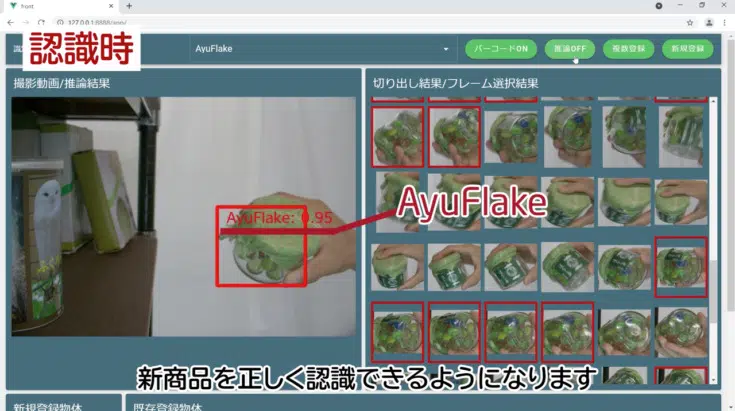 front
127.0.0.1:8888/app/
認識時
AyuFlake
バーコードON
推論OFF
複数登録
新規登録
撮影動画/推論結果
切り出し結果/フレーム選択結果
AyuFlake: 0.95
AyuFlake
新商品を正しく認識できるようになります
新規登録物体
既存登録物体